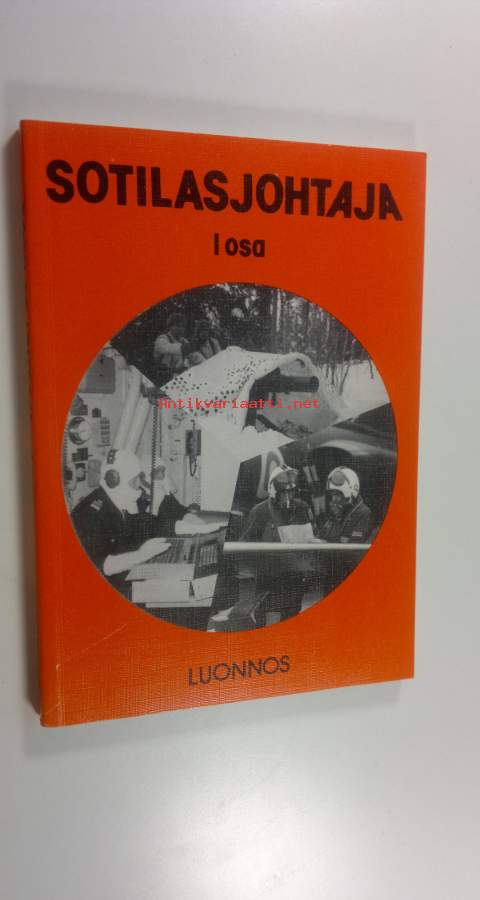 SOTILASJOHTAJA
I osa
Antikvariaatti.net
LUONNOS